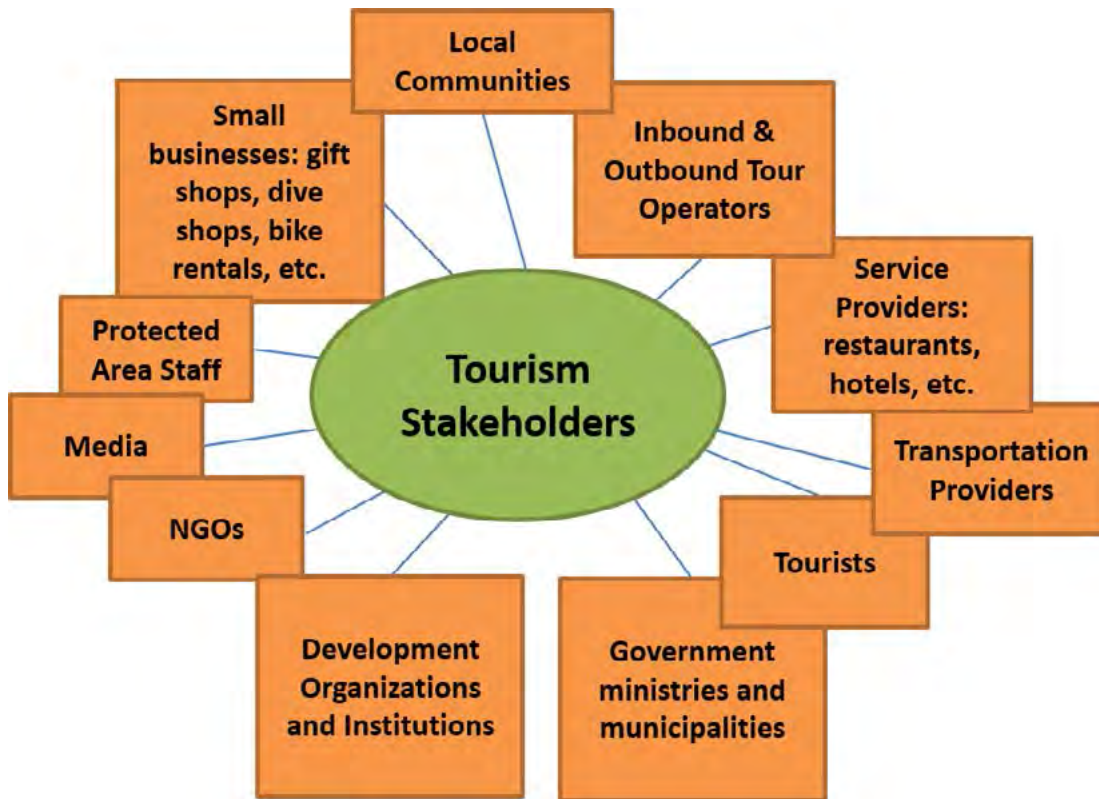 Local
Communities
Small
businesses: gift
shops, dive
shops, bike
rentals, etc.
Inbound &
Outbound Tour
Operators
Service
Providers:
restaurants,
hotels, etc.
Protected
Area Staff
Tourism
Stakeholders
Media
Transportation
Providers
NGOs
Tourists
Development
Organizations
and Institutions
Government
ministries and
municipalities